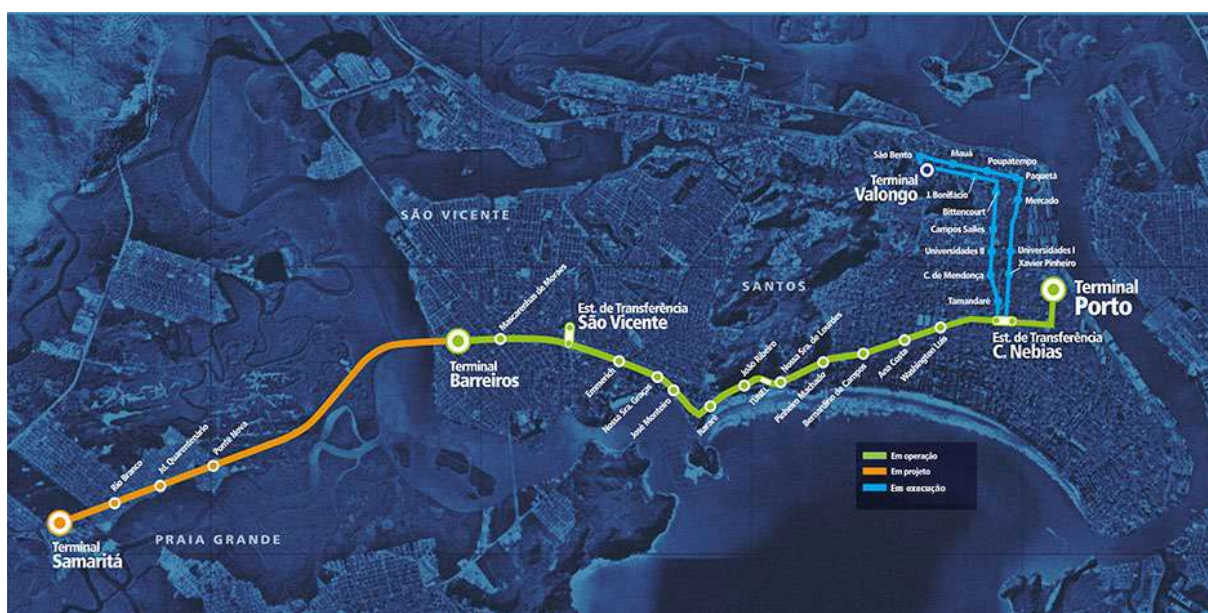 São Bento
Mauá
Poupatempo
Paquetá
Terminal
Valongo
J. Bonifácio
Mercado
Bittencourt
Campos Salles
Universidades II
Universidades I
Xavier Pinheiro
C. de Mendonça
Tamandaré
Terminal
Porto
Est. de Transferência
C. Nebias
SÃO VICENTE
SANTOS
Mascarenhas de Moraes
Est. de Transferência
São Vicente
Terminal
Barreiros
Emmerich
Nossa Sra. Graças
José Monteiro
Itararé
João Ribeiro
TÚNEL
Nossa Sra. de Lourdes
Pinheiro Machado
Bernardino de Campos
Ana Costa
Washington Luís
Ponte Nova
Jd. Quarentenário
Rio Branco
Terminal
Samaritá
PRAIA GRANDE
Em operação
Em projeto
Em execução